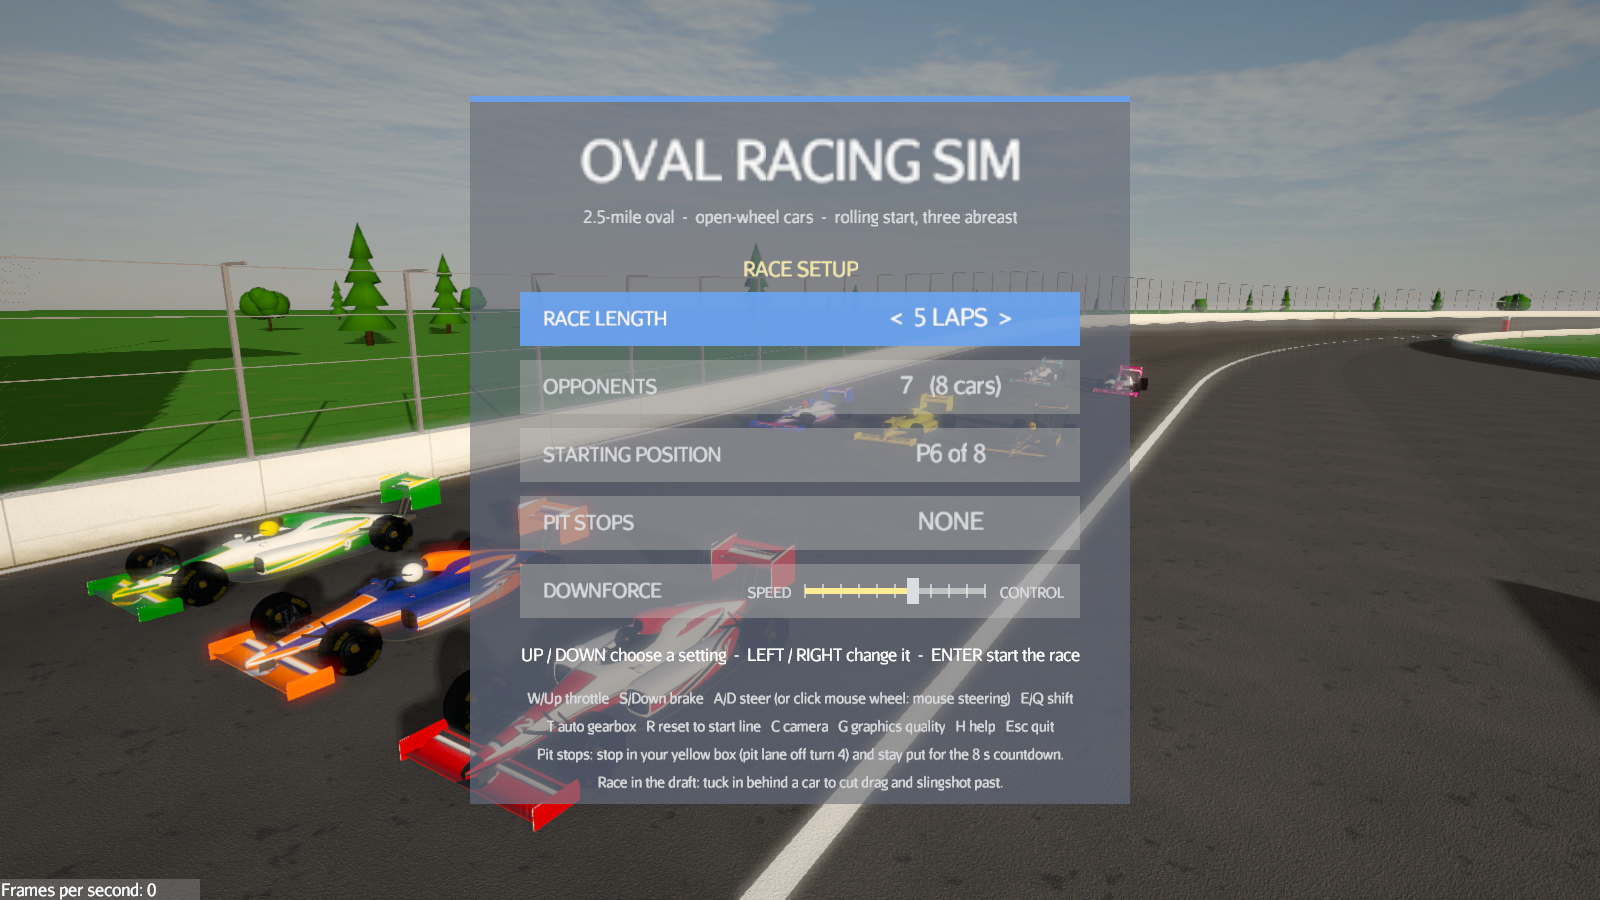 OVAL RACING SIM
2.5-mile oval - open-wheel cars - rolling start, three abreast
RACE SETUP
RACE LENGTH < 5 LAPS >
OPPONENTS 7 (8 cars)
STARTING POSITION P6 of 8
PIT STOPS NONE
DOWNFORCE SPEED CONTROL
UP / DOWN choose a setting - LEFT / RIGHT change it - ENTER start the race
W/Up throttle S/Down brake A/D steer (or click mouse wheel: mouse steering) E/Q shift
T auto gearbox R reset to start line C camera G graphics quality H help Esc quit
Pit stops: stop in your yellow box (pit lane off turn 4) and stay put for the 8 s countdown.
Race in the draft: tuck in behind a car to cut drag and slingshot past.
Frames per second: 0